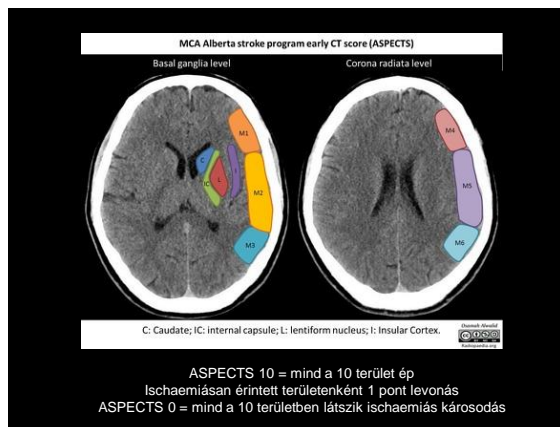 MCA Alberta stroke program early CT score (ASPECTS)
Basal ganglia level
Corona radiata level
M1
C
I
L
IC
M2
M3
M4
M5
M6
C: Caudate; IC: internal capsule; L: lentiform nucleus; I: Insular Cortex.
Radiopaedia.org
ASPECTS 10 = mind a 10 terület ép
Ischaemiásan érintett területenként 1 pont levonás
ASPECTS 0 = mind a 10 területben látszik ischaemiás károsodás